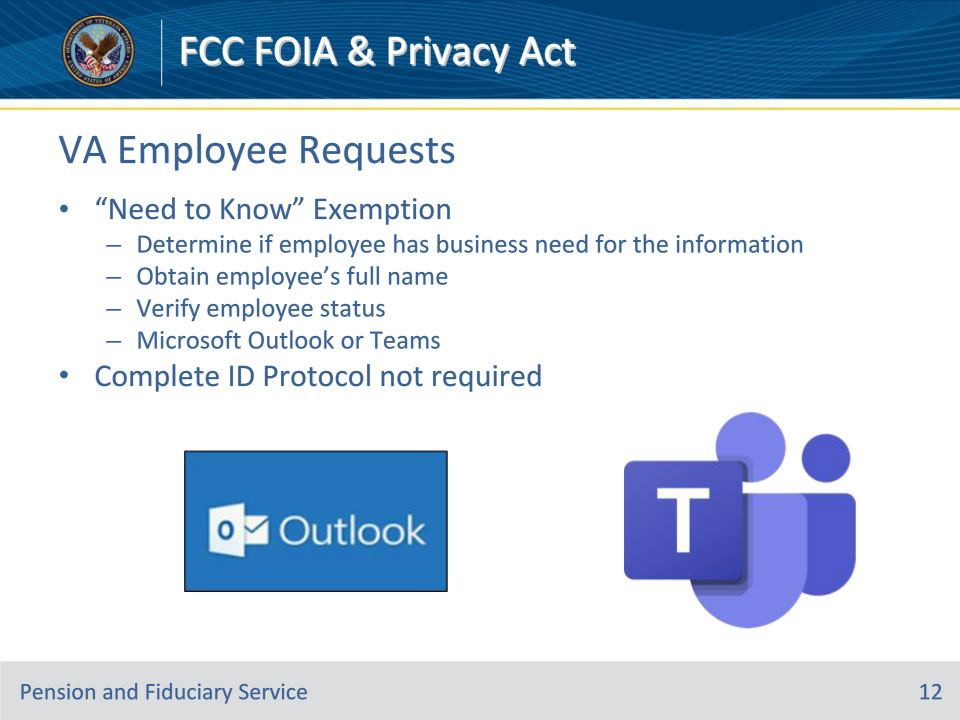 FCC FOIA & Privacy Act
VA Employee Requests
• “Need to Know” Exemption
– Determine if employee has business need for the information
– Obtain employee’s full name
– Verify employee status
– Microsoft Outlook or Teams
• Complete ID Protocol not required
Outlook
T
Pension and Fiduciary Service
12